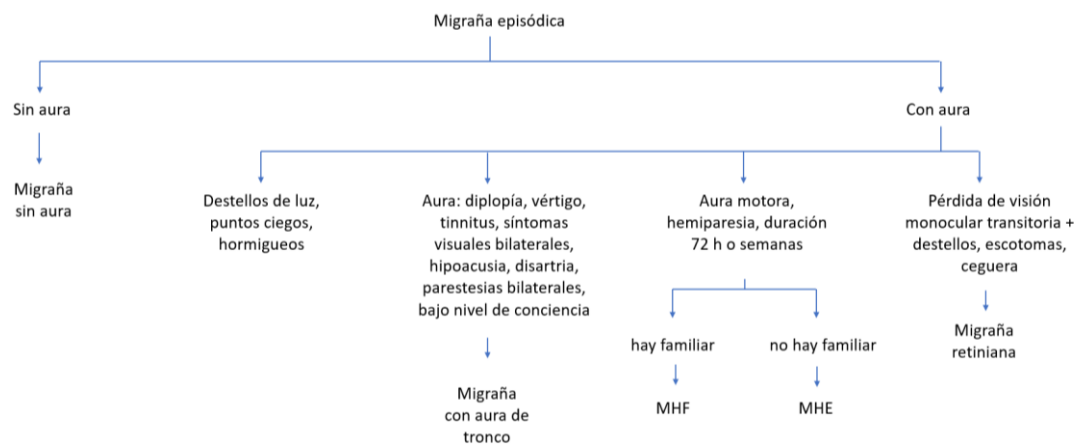 Migraña episódica
Sin aura
Con aura
Migraña
sin aura
Destellos de luz,
puntos ciegos,
hormigueos
Aura: diplopía, vértigo,
tinnitus, síntomas
visuales bilaterales,
hipoacusia, disartria,
parestesias bilaterales,
bajo nivel de conciencia
Aura motora,
hemiparesia, duración
72 h o semanas
Pérdida de visión
monocular transitoria +
destellos, escotomas,
ceguera
hay familiar
no hay familiar
Migraña
retiniana
Migraña
con aura de
tronco
MHF
MHE